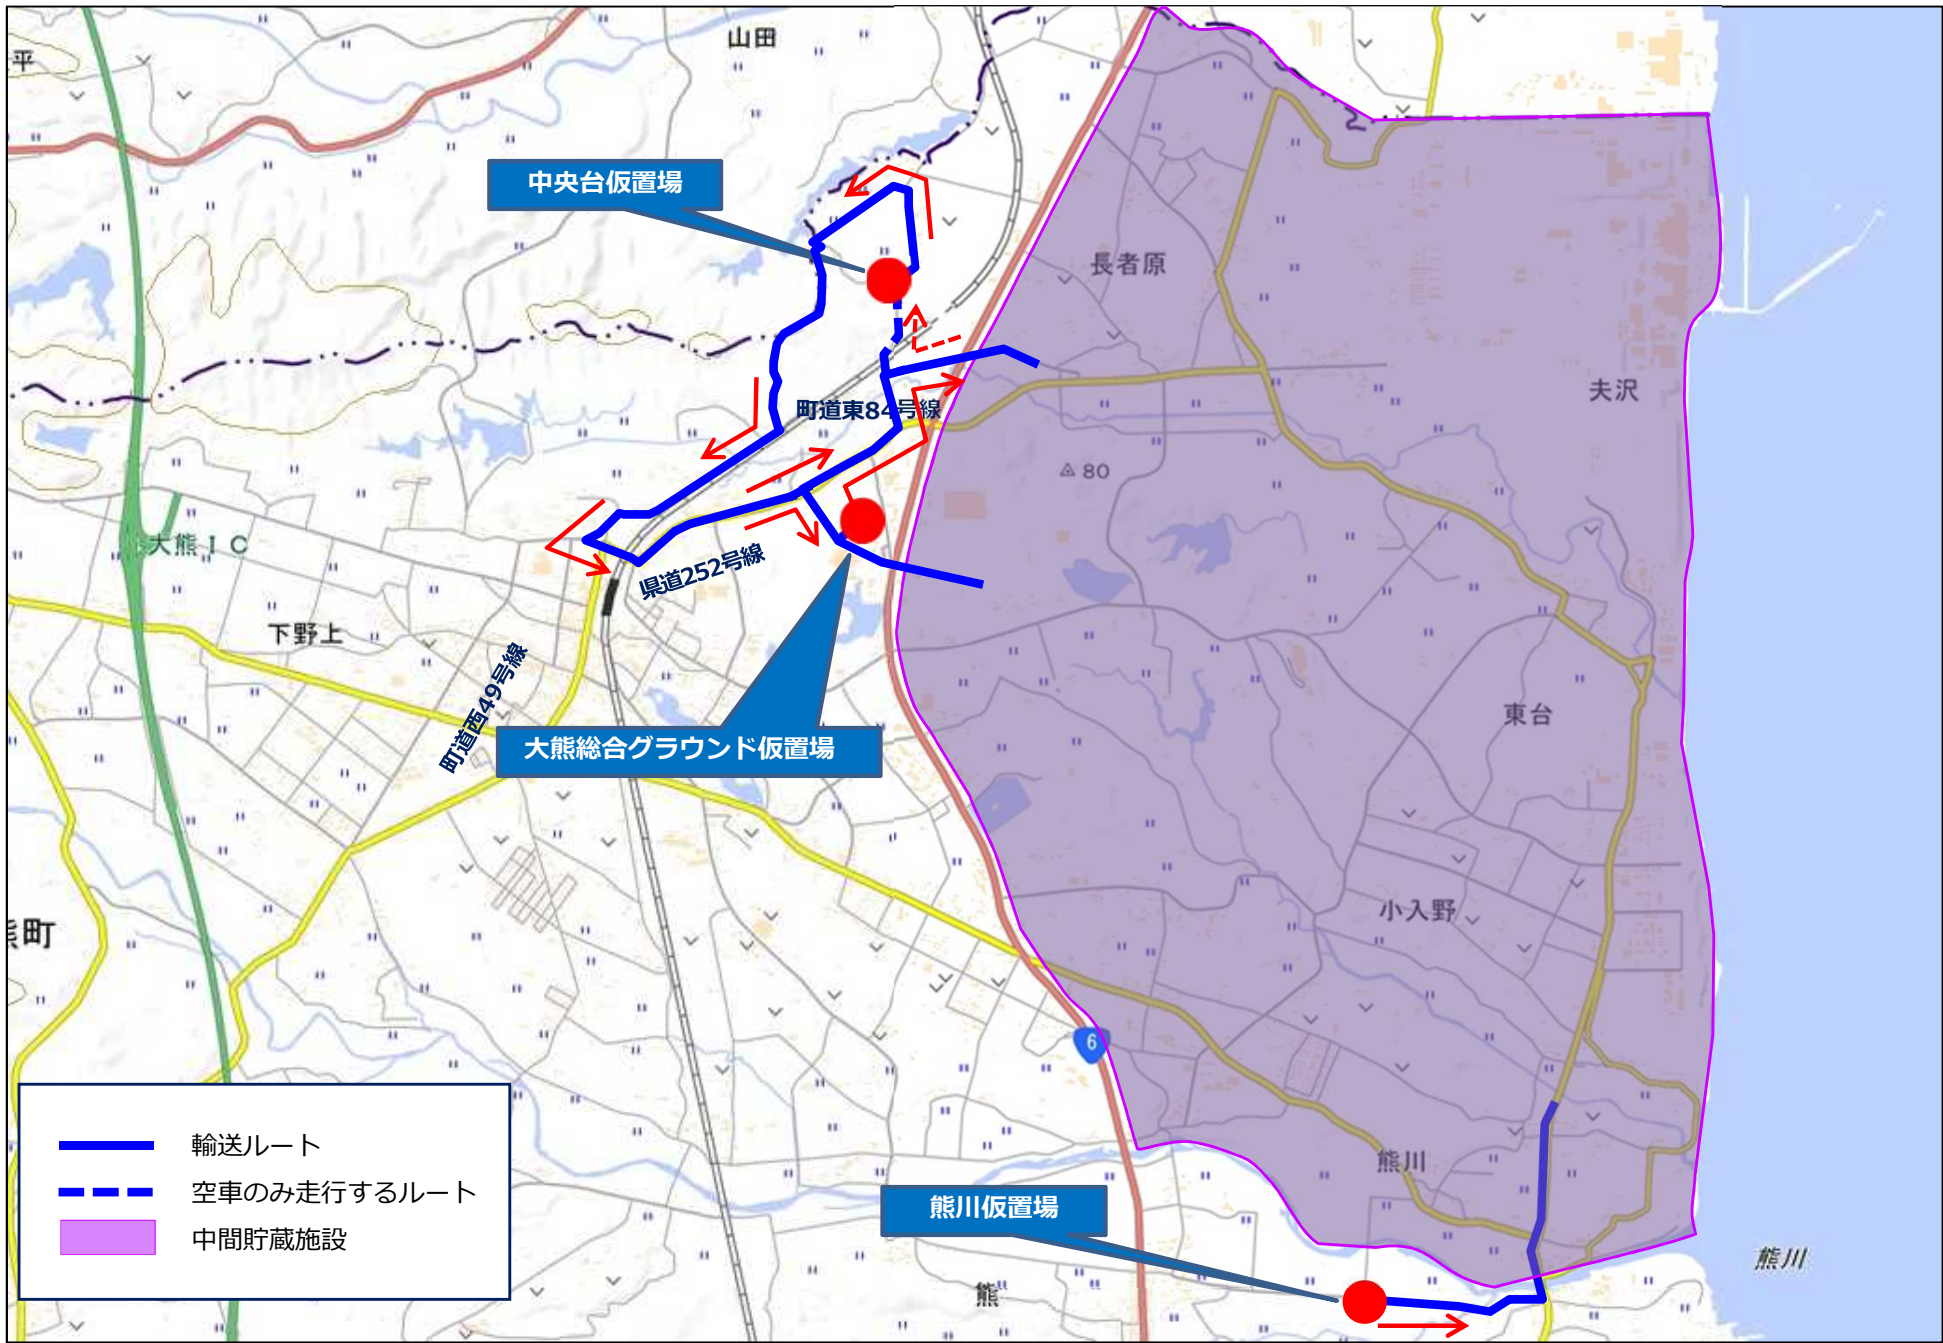 山田
平
中央台仮置場
長者原
夫沢
町道東84号線
80
大熊IC
県道252号線
下野上
町道西49号線
東台
大熊総合グラウンド仮置場
小入野
熊町
6
熊川
輸送ルート
空車のみ走行するルート
中間貯蔵施設
熊川仮置場
熊川
熊